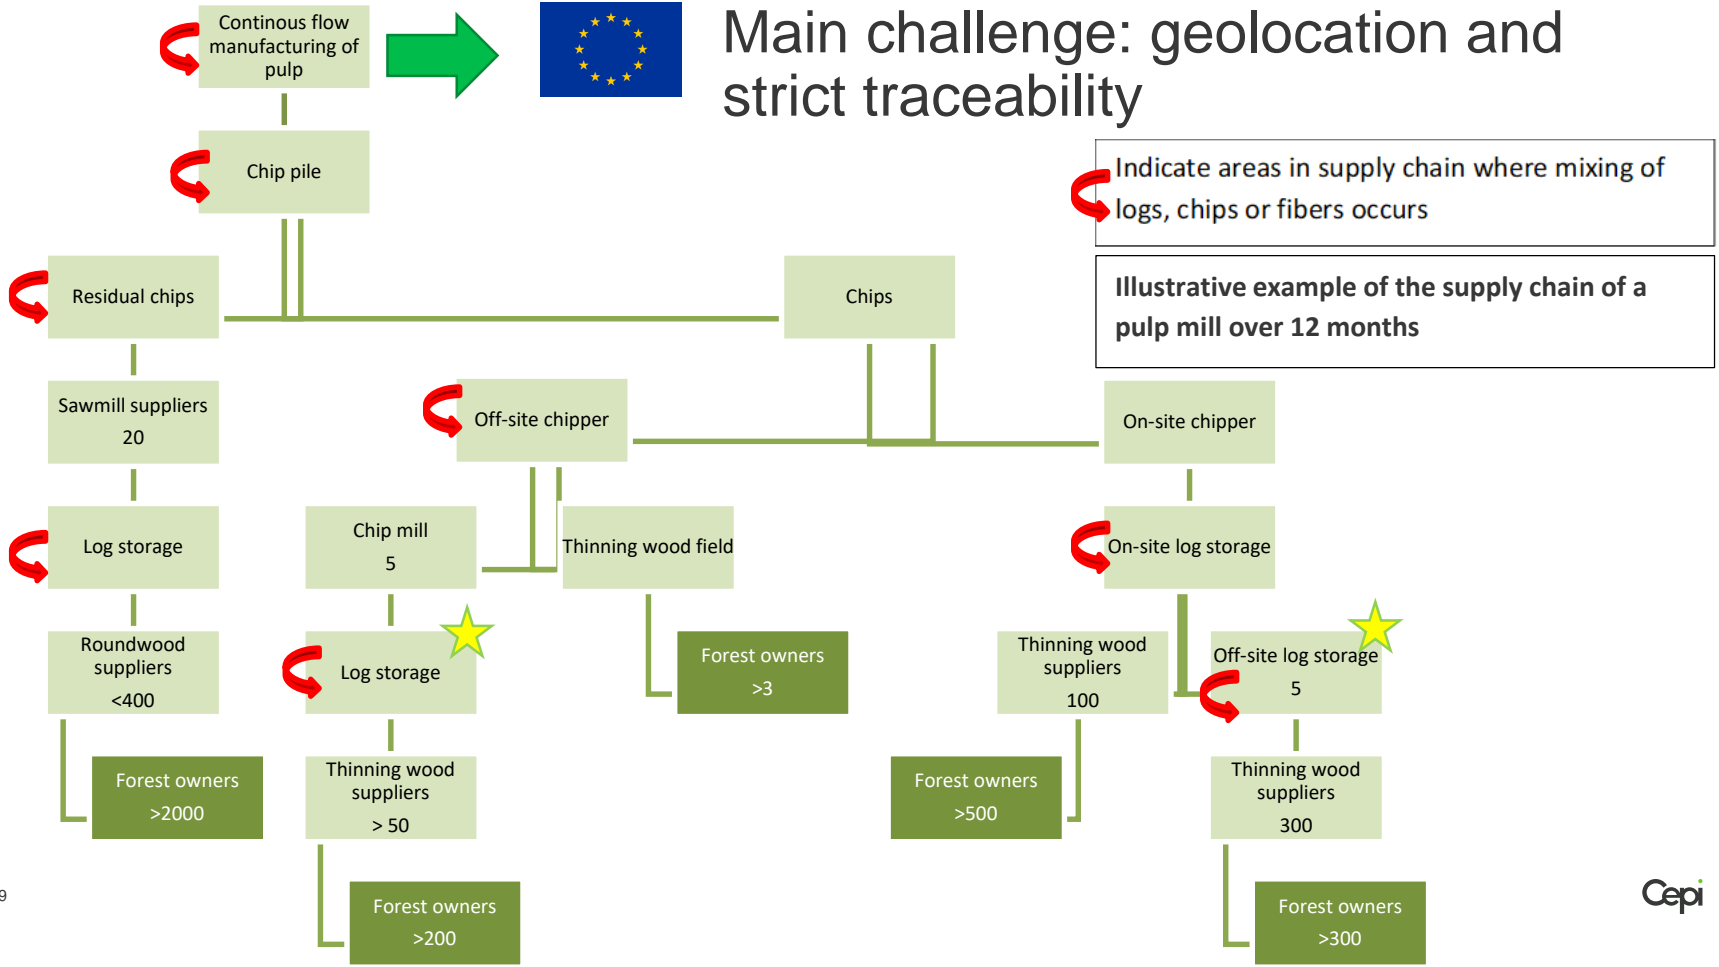 Continous flow
manufacturing of
pulp
Main challenge: geolocation and
strict traceability
Chip pile
Indicate areas in supply chain where mixing of
logs, chips or fibers occurs
Illustrative example of the supply chain of a
pulp mill over 12 months
Residual chips
Chips
Sawmill suppliers
20
Off-site chipper
On-site chipper
Log storage
Chip mill
5
Thinning wood field
On-site log storage
Roundwood
suppliers
<400
Log storage
Forest owners
>3
Thinning wood
suppliers
100
Off-site log storage
5
Forest owners
>2000
Thinning wood
suppliers
> 50
Forest owners
>500
Thinning wood
suppliers
300
Forest owners
>200
Forest owners
>300
9
Cepi